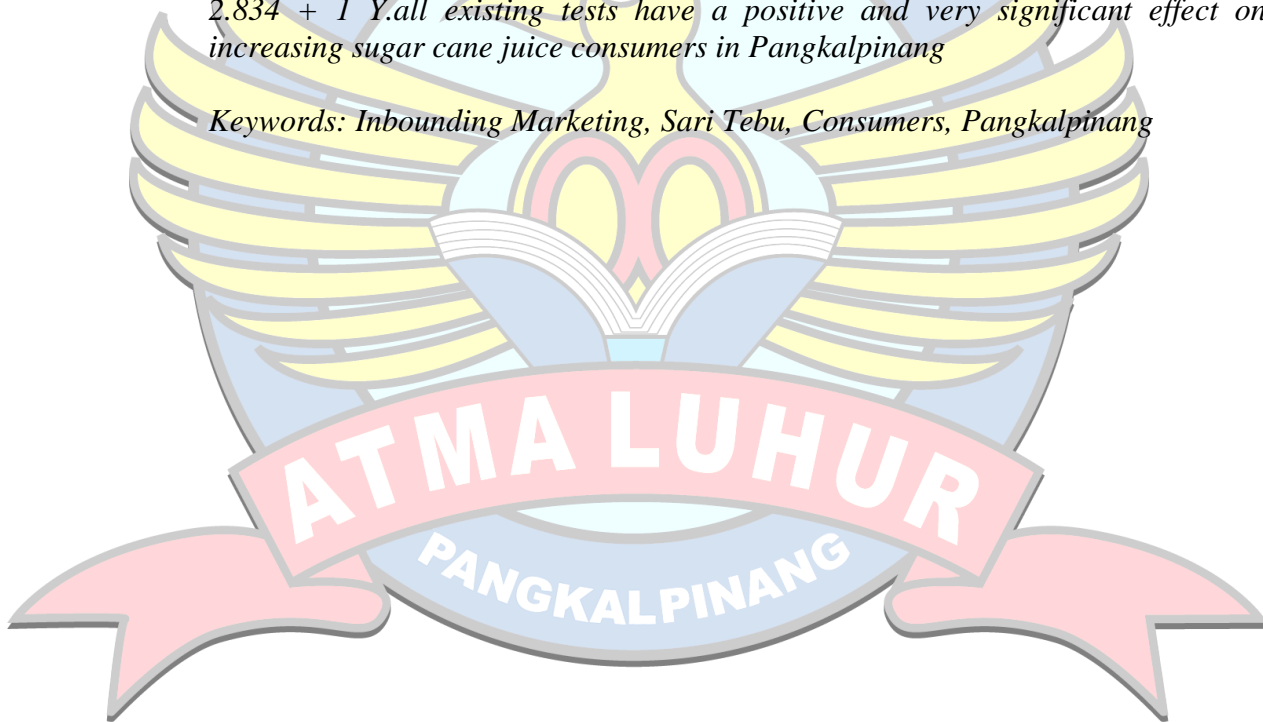 2.834 + 1 Y.all existing tests have a positive and very significant effect on
increasing sugar cane juice consumers in Pangkalpinang
Keywords: Inbounding Marketing, Sari Tebu, Consumers, Pangkalpinang
ATMA LUHUR
PANGKALPINANG